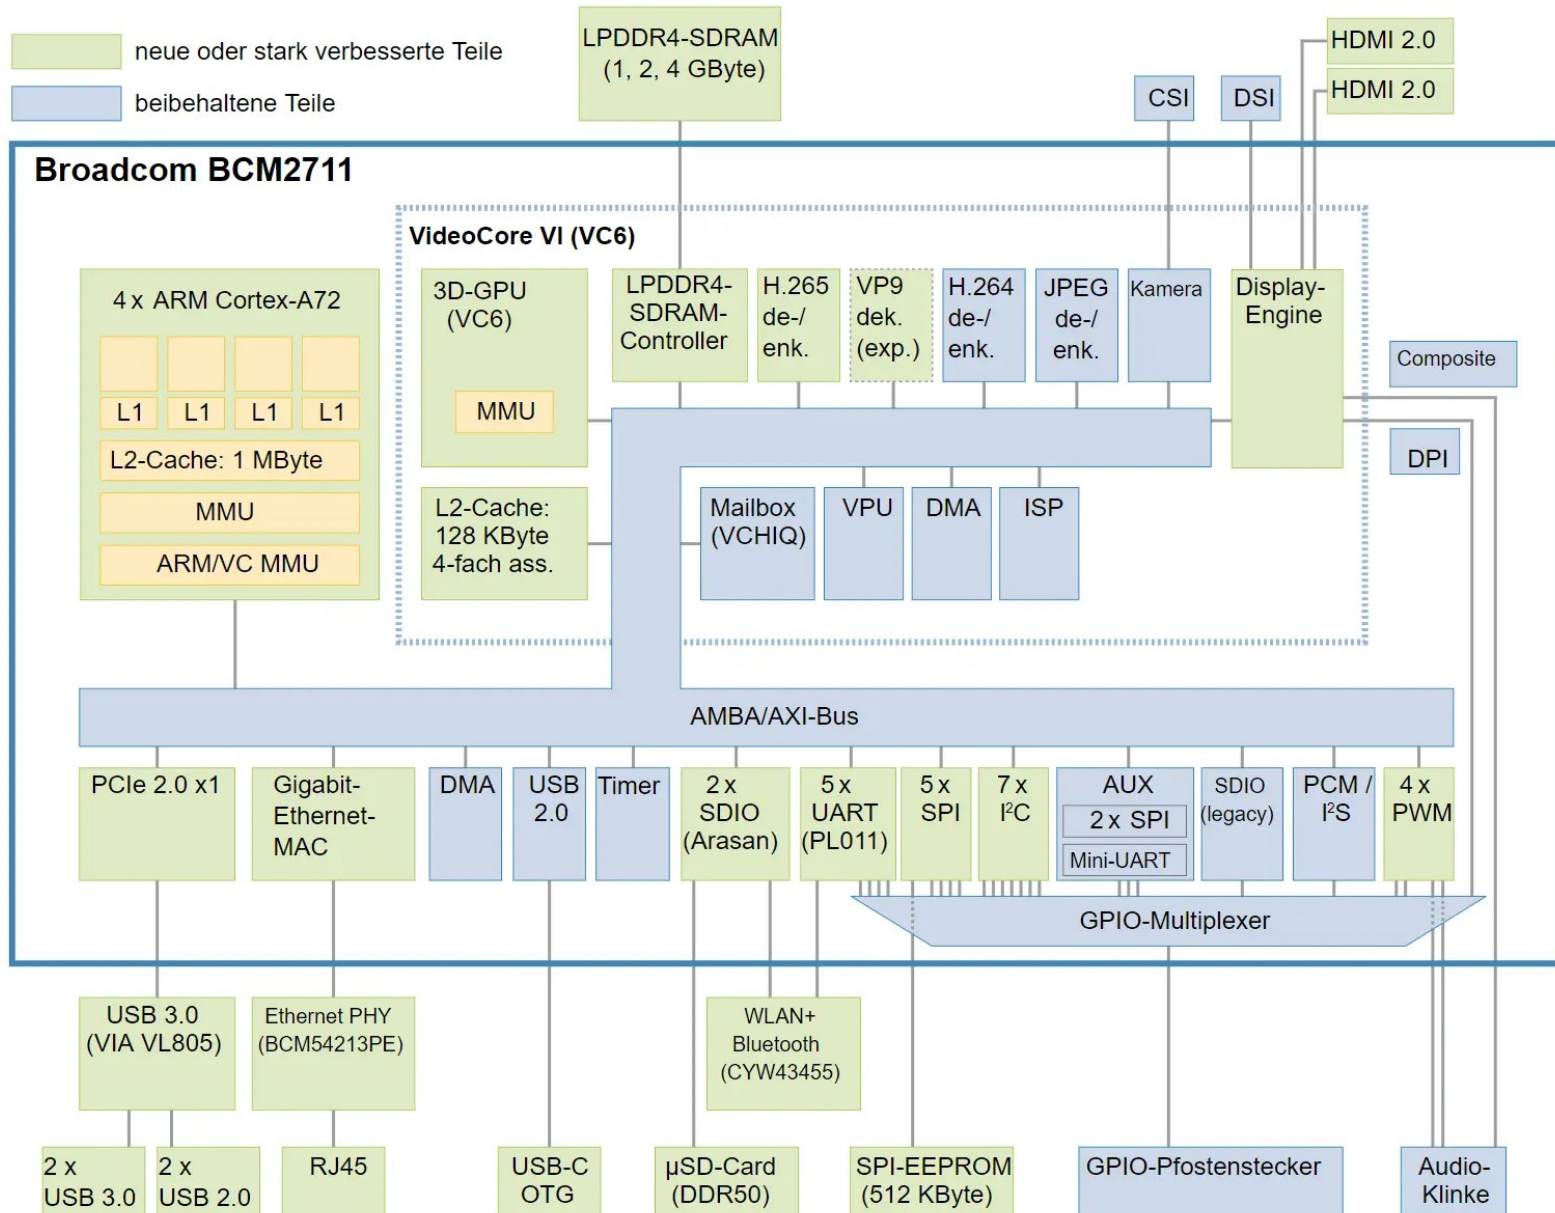 neue oder stark verbesserte Teile
beibehaltene Teile
LPDDR4-SDRAM
(1, 2, 4 GByte)
CSI
DSI
HDMI 2.0
HDMI 2.0
Broadcom BCM2711
VideoCore VI (VC6)
4 x ARM Cortex-A72
L1
L1
L1
L1
L2-Cache: 1 MByte
MMU
ARM/VC MMU
3D-GPU
(VC6)
MMU
LPDDR4-
SDRAM-
Controller
H.265
de-/
enk.
VP9
dek.
(exp.)
H.264
de-/
enk.
JPEG
de-/
enk.
Kamera
Display-
Engine
Composite
DPI
L2-Cache:
128 KByte
4-fach ass.
Mailbox
(VCHIQ)
VPU
DMA
ISP
AMBA/AXI-Bus
PCIe 2.0 x1
Gigabit-
Ethernet-
MAC
DMA
USB
2.0
Timer
2 x
SDIO
(Arasan)
5 x
UART
(PL011)
5 x
SPI
7 x
I²C
AUX
2 x SPI
Mini-UART
SDIO
(legacy)
PCM /
I²S
4 x
PWM
GPIO-Multiplexer
USB 3.0
(VIA VL805)
Ethernet PHY
(BCM54213PE)
WLAN+
Bluetooth
(CYW43455)
2 x
USB 3.0
2 x
USB 2.0
RJ45
USB-C
OTG
µSD-Card
(DDR50)
SPI-EEPROM
(512 KByte)
GPIO-Pfostenstecker
Audio-
Klinke